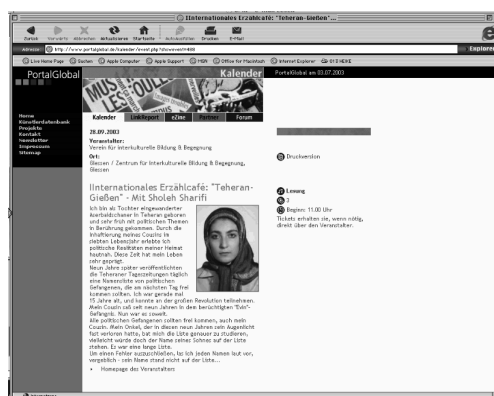 IInternationales Erzählcafé: "Teheran-Gießen"...
Zurück Vorwärts Abbrechen Aktualisieren Startseite AutoAusfüllen Drucken E-Mail
Adresse: http://www.portalglobal.de/kalender/event.php?showevent=488
Live Home Page Suchen Apple Computer Apple Support MSN Office for Macintosh Internet Explorer
PortalGlobal
Kalender
PortalGlobal am 03.07.2003
MUS
LES
Kalender LinkReport eZine Partner Forum
Home
Künstlerdatenbank
Projekte
Kontakt
Newsletter
Impressum
Sitemap
28.09.2003
Veranstalter:
Verein für Interkulturelle Bildung & Begegnung
Ort:
Giessen / Zentrum für Interkulturelle Bildung & Begegnung,
Giessen
Druckversion
IInternationales Erzählcafé: "Teheran-
Gießen" - Mit Sholeh Sharifi
Lesung
3
Beginn: 11.00 Uhr
Tickets erhalten sie, wenn nötig,
direkt über den Veranstalter.
Ich bin als Tochter eingewanderter
Aserbaidschaner in Teheran geboren
und sehr früh mit politischen Themen
in Berührung gekommen. Durch die
Inhaftierung meines Cousins im
siebten Lebensjahr erlebte ich
politische Realitäten meiner Heimat
hautnah. Diese Zeit hat mein Leben
sehr geprägt.
Neun Jahre später veröffentlichten
die Teheraner Tageszeitungen täglich
eine Namensliste von politischen
Gefangenen, die am nächsten Tag frei
kommen sollten. Ich war gerade mal
15 Jahre alt, und konnte an der großen Revolution teilnehmen.
Mein Cousin saß seit neun Jahren in dem berüchtigten "Evin"-
Gefängnis. Nun war es soweit.
Alle politischen Gefangenen sollten frei kommen, auch mein
Cousin. Mein Onkel, der in diesen neun Jahren sein Augenlicht
fast verloren hatte, bat mich die Liste genauer zu studieren,
vielleicht würde doch der Name seines Sohnes auf der Liste
stehen. Es war eine lange Liste.
Um einen Fehler auszuschließen, las ich jeden Namen laut vor,
vergeblich - sein Name stand nicht auf der Liste...
Homepage des Veranstalters